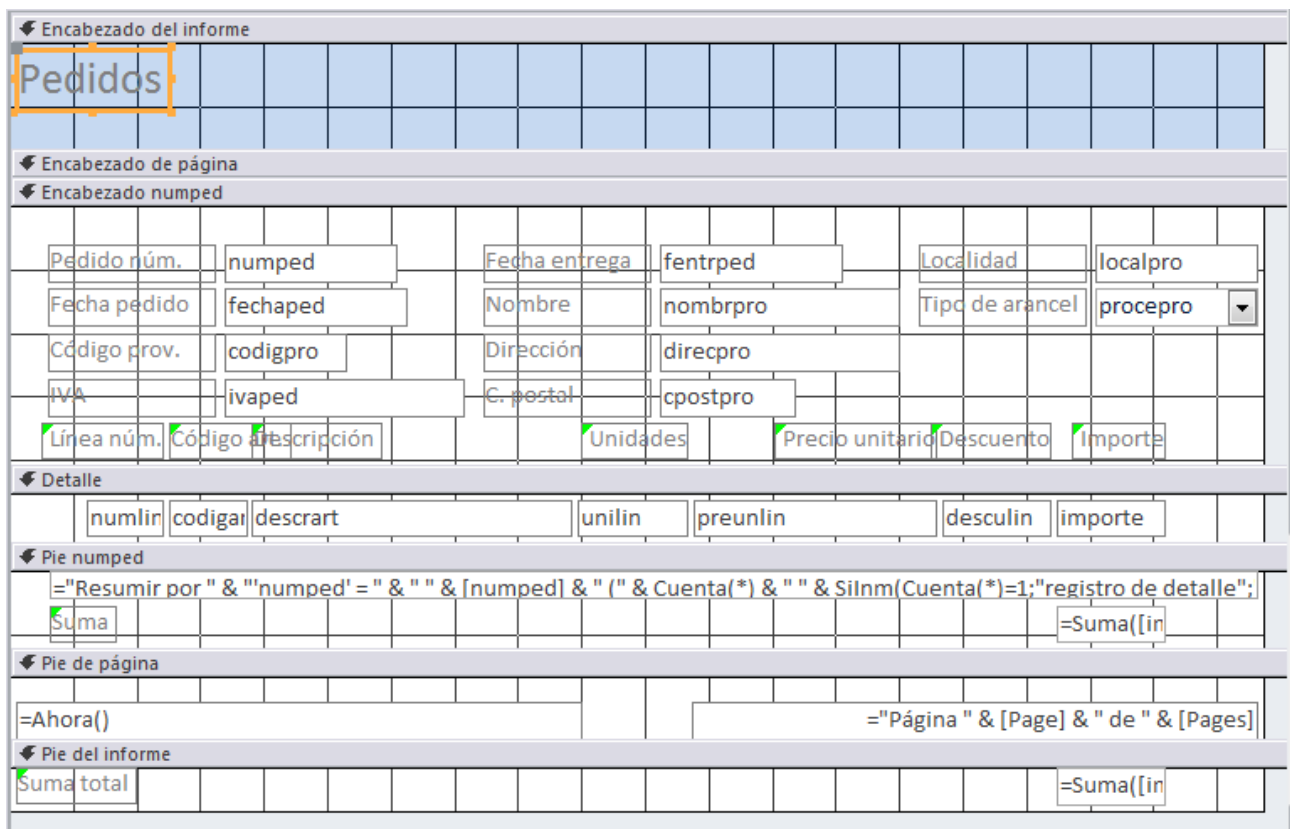 Encabezado del informe
Pedidos
Encabezado de página
Encabezado numped
Pedido núm. numped Fecha entrega fentrped Localidad localpro
Fecha pedido fechaped Nombre nombrpro Tipo de arancel procepro
Código prov. codigpro Dirección direcpro
IVA ivaped C. postal cpostpro
Línea núm. Código art. Descripción Unidades Precio unitario Descuento Importe
Detalle
numlin codigar descrart unilin preunlin desculin importe
Pie numped
="Resumir por " & "'numped' = " & " " & [numped] & " (" & Cuenta(*) & " " & SiInm(Cuenta(*)=1;"registro de detalle";
Suma =Suma([im
Pie de página
=Ahora() ="Página " & [Page] & " de " & [Pages]
Pie del informe
Suma total =Suma([im